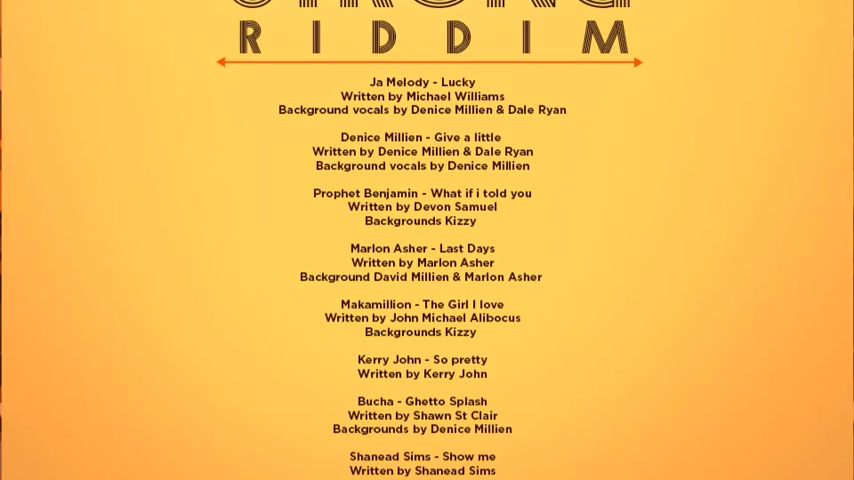 RIDDIM
Ja Melody - Lucky
Written by Michael Williams
Background vocals by Denice Millien & Dale Ryan
Denice Millien - Give a little
Written by Denice Millien & Dale Ryan
Background vocals by Denice Millien
Prophet Benjamin - What if i told you
Written by Devon Samuel
Backgrounds Kizzy
Marlon Asher - Last Days
Written by Marlon Asher
Background David Millien & Marlon Asher
Makamillion - The Girl I love
Written by John Michael Alibocus
Backgrounds Kizzy
Kerry John - So pretty
Written by Kerry John
Bucha - Ghetto Splash
Written by Shawn St Clair
Backgrounds by Denice Millien
Shanead Sims - Show me
Written by Shanead Sims